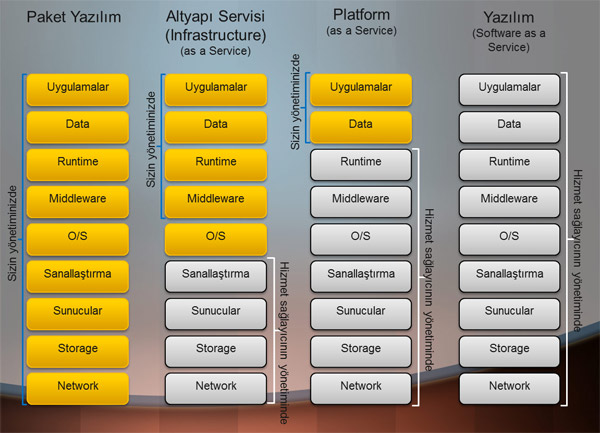 Paket Yazılım
Sizin yönetiminizde
Uygulamalar
Data
Runtime
Middleware
O/S
Sanallaştırma
Sunucular
Storage
Network
Altyapı Servisi
(Infrastructure)
(as a Service)
Sizin yönetiminizde
Uygulamalar
Data
Runtime
Middleware
O/S
Sanallaştırma
Sunucular
Storage
Network
Hizmet sağlayıcının yönetiminde
Platform
(as a Service)
Sizin yönetiminizde
Uygulamalar
Data
Runtime
Middleware
O/S
Sanallaştırma
Sunucular
Storage
Network
Hizmet sağlayıcının yönetiminde
Yazılım
(Software as a
Service)
Uygulamalar
Data
Runtime
Middleware
O/S
Sanallaştırma
Sunucular
Storage
Network
Hizmet sağlayıcının yönetiminde